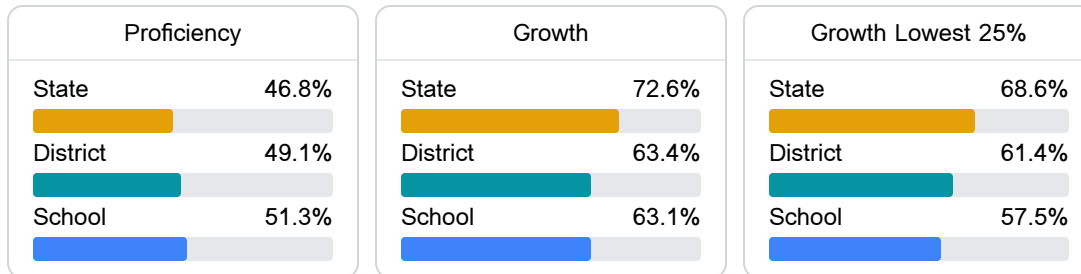 Proficiency
State 46.8%
District 49.1%
School 51.3%
Growth
State 72.6%
District 63.4%
School 63.1%
Growth Lowest 25%
State 68.6%
District 61.4%
School 57.5%